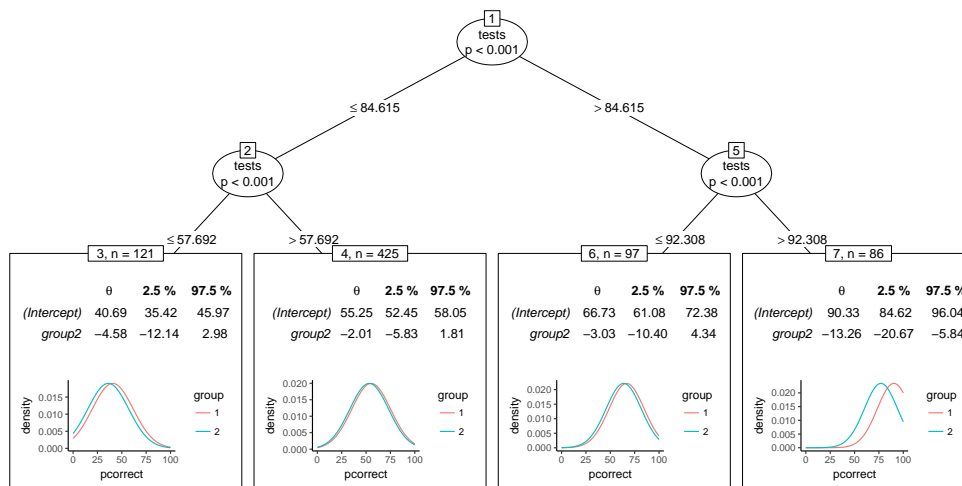 1
tests
p < 0.001
≤ 84.615
> 84.615
2
tests
p < 0.001
5
tests
p < 0.001
≤ 57.692
> 57.692
≤ 92.308
> 92.308
3, n = 121
θ 2.5 % 97.5 %
(Intercept) 40.69 35.42 45.97
group2 −4.58 −12.14 2.98
density
0.015
0.010
0.005
0.000
0 25 50 75 100
pcorrect
group
1
2
4, n = 425
θ 2.5 % 97.5 %
(Intercept) 55.25 52.45 58.05
group2 −2.01 −5.83 1.81
density
0.020
0.015
0.010
0.005
0.000
0 25 50 75 100
pcorrect
group
1
2
6, n = 97
θ 2.5 % 97.5 %
(Intercept) 66.73 61.08 72.38
group2 −3.03 −10.40 4.34
density
0.020
0.015
0.010
0.005
0.000
0 25 50 75 100
pcorrect
group
1
2
7, n = 86
θ 2.5 % 97.5 %
(Intercept) 90.33 84.62 96.04
group2 −13.26 −20.67 −5.84
density
0.020
0.015
0.010
0.005
0.000
0 25 50 75 100
pcorrect
group
1
2